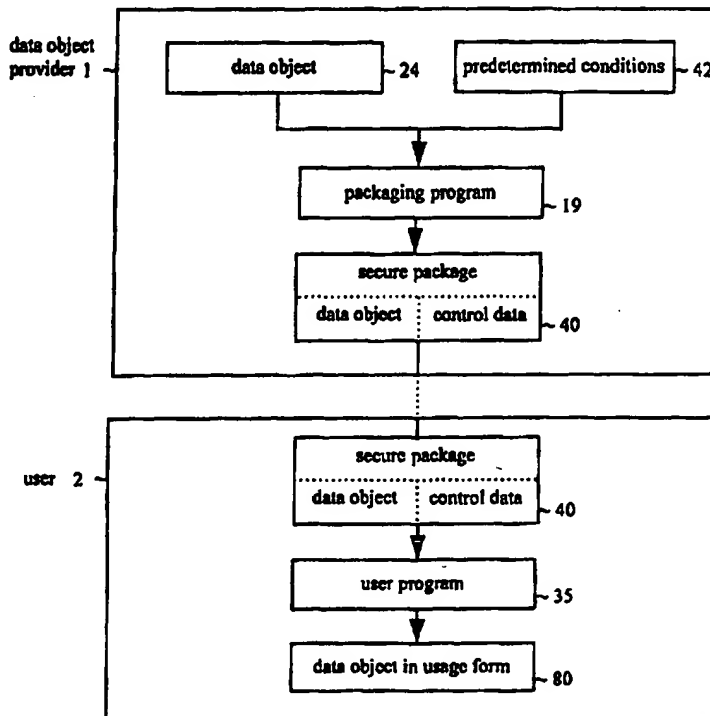 data object
provider 1
data object
~ 24
predetermined conditions
~ 42
packaging program
~ 19
secure package
data object
control data
~ 40
user 2
secure package
data object
control data
~ 40
user program
~ 35
data object in usage form
~ 80